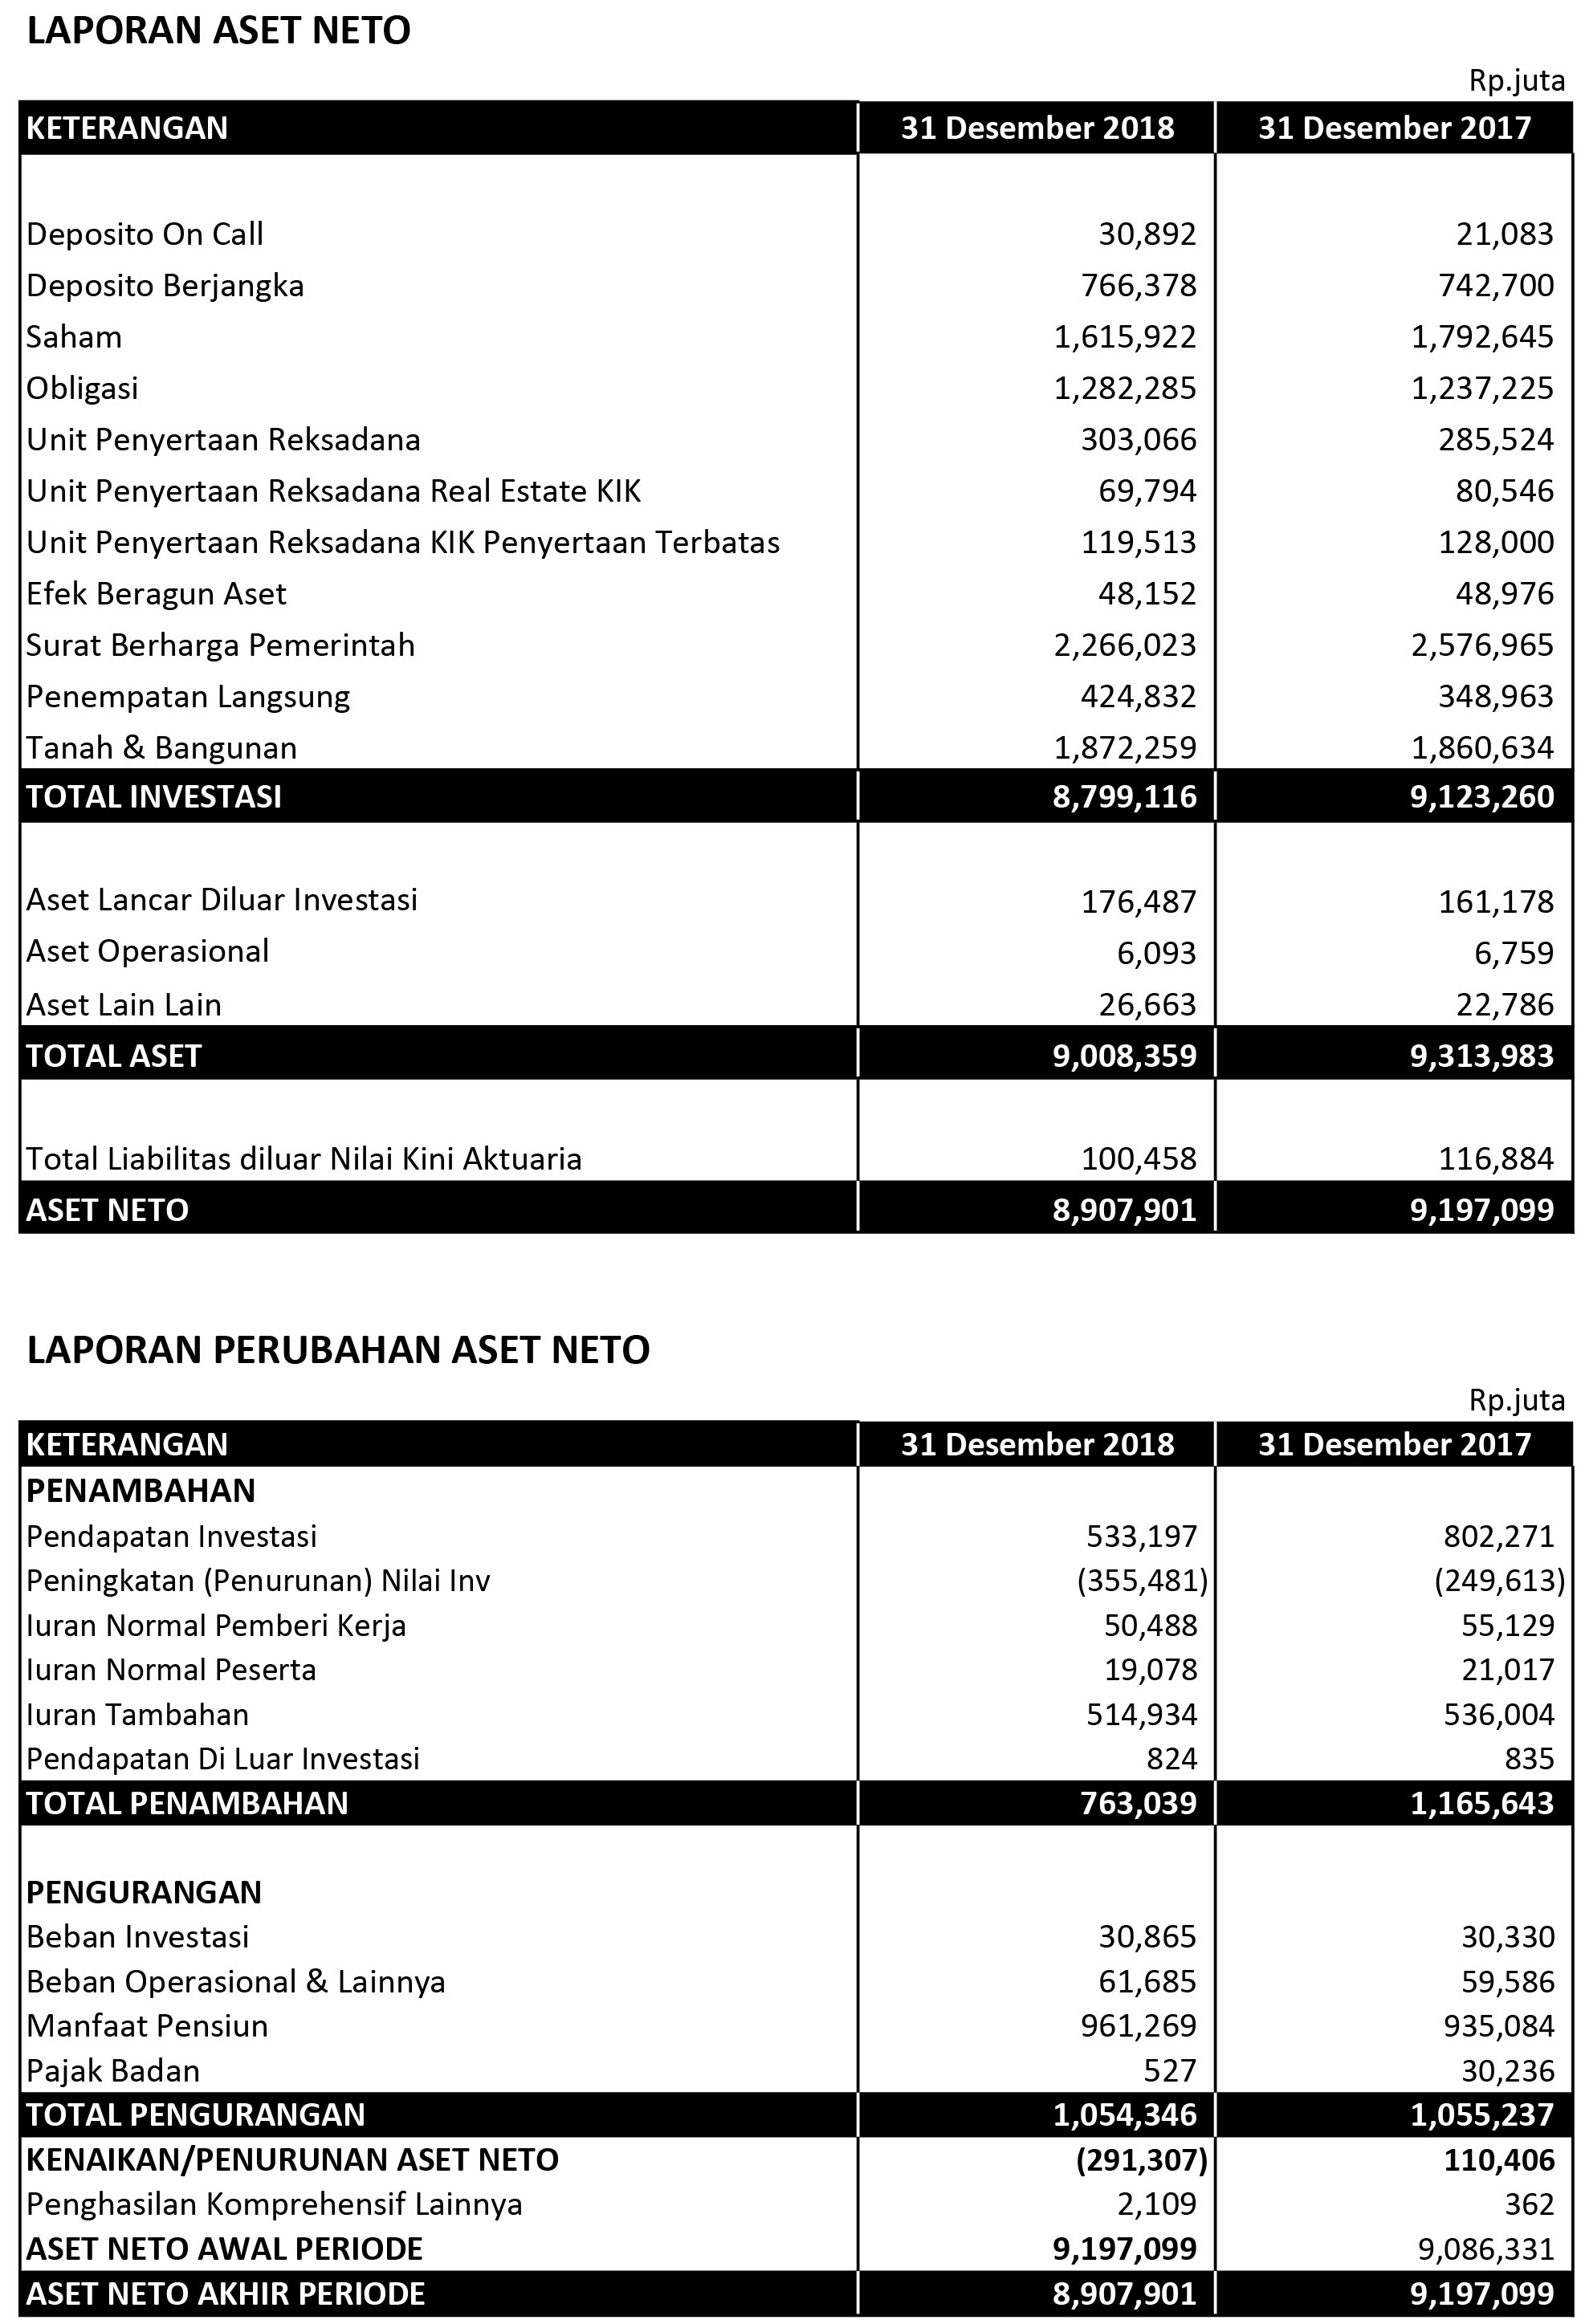 LAPORAN ASET NETO
Rp.juta
KETERANGAN 31 Desember 2018 31 Desember 2017
Deposito On Call 30,892 21,083
Deposito Berjangka 766,378 742,700
Saham 1,615,922 1,792,645
Obligasi 1,282,285 1,237,225
Unit Penyertaan Reksadana 303,066 285,524
Unit Penyertaan Reksadana Real Estate KIK 69,794 80,546
Unit Penyertaan Reksadana KIK Penyertaan Terbatas 119,513 128,000
Efek Beragun Aset 48,152 48,976
Surat Berharga Pemerintah 2,266,023 2,576,965
Penempatan Langsung 424,832 348,963
Tanah & Bangunan 1,872,259 1,860,634
TOTAL INVESTASI 8,799,116 9,123,260
Aset Lancar Diluar Investasi 176,487 161,178
Aset Operasional 6,093 6,759
Aset Lain Lain 26,663 22,786
TOTAL ASET 9,008,359 9,313,983
Total Liabilitas diluar Nilai Kini Aktuaria 100,458 116,884
ASET NETO 8,907,901 9,197,099
LAPORAN PERUBAHAN ASET NETO
Rp.juta
KETERANGAN 31 Desember 2018 31 Desember 2017
PENAMBAHAN
Pendapatan Investasi 533,197 802,271
Peningkatan (Penurunan) Nilai Inv (355,481) (249,613)
Iuran Normal Pemberi Kerja 50,488 55,129
Iuran Normal Peserta 19,078 21,017
Iuran Tambahan 514,934 536,004
Pendapatan Di Luar Investasi 824 835
TOTAL PENAMBAHAN 763,039 1,165,643
PENGURANGAN
Beban Investasi 30,865 30,330
Beban Operasional & Lainnya 61,685 59,586
Manfaat Pensiun 961,269 935,084
Pajak Badan 527 30,236
TOTAL PENGURANGAN 1,054,346 1,055,237
KENAIKAN/PENURUNAN ASET NETO (291,307) 110,406
Penghasilan Komprehensif Lainnya 2,109 362
ASET NETO AWAL PERIODE 9,197,099 9,086,331
ASET NETO AKHIR PERIODE 8,907,901 9,197,099